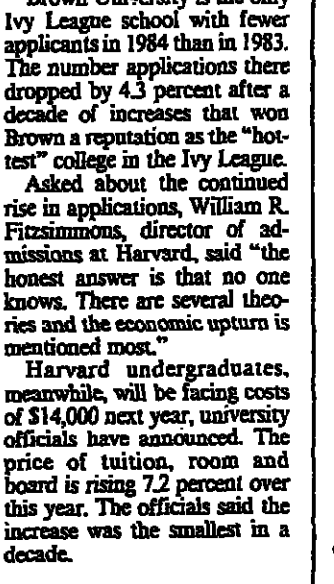 Brown University is the only
Ivy League school with fewer
applicants in 1984 than in 1983.
The number applications there
dropped by 4.3 percent after a
decade of increases that won
Brown a reputation as the “hot-
test” college in the Ivy League.
Asked about the continued
rise in applications, William R.
Fitzsimmons, director of ad-
missions at Harvard, said “the
honest answer is that no one
knows. There are several theo-
ries and the economic upturn is
mentioned most.”
Harvard undergraduates,
meanwhile, will be facing costs
of $14,000 next year, university
officials have announced. The
price of tuition, room and
board is rising 7.2 percent over
this year. The officials said the
increase was the smallest in a
decade.